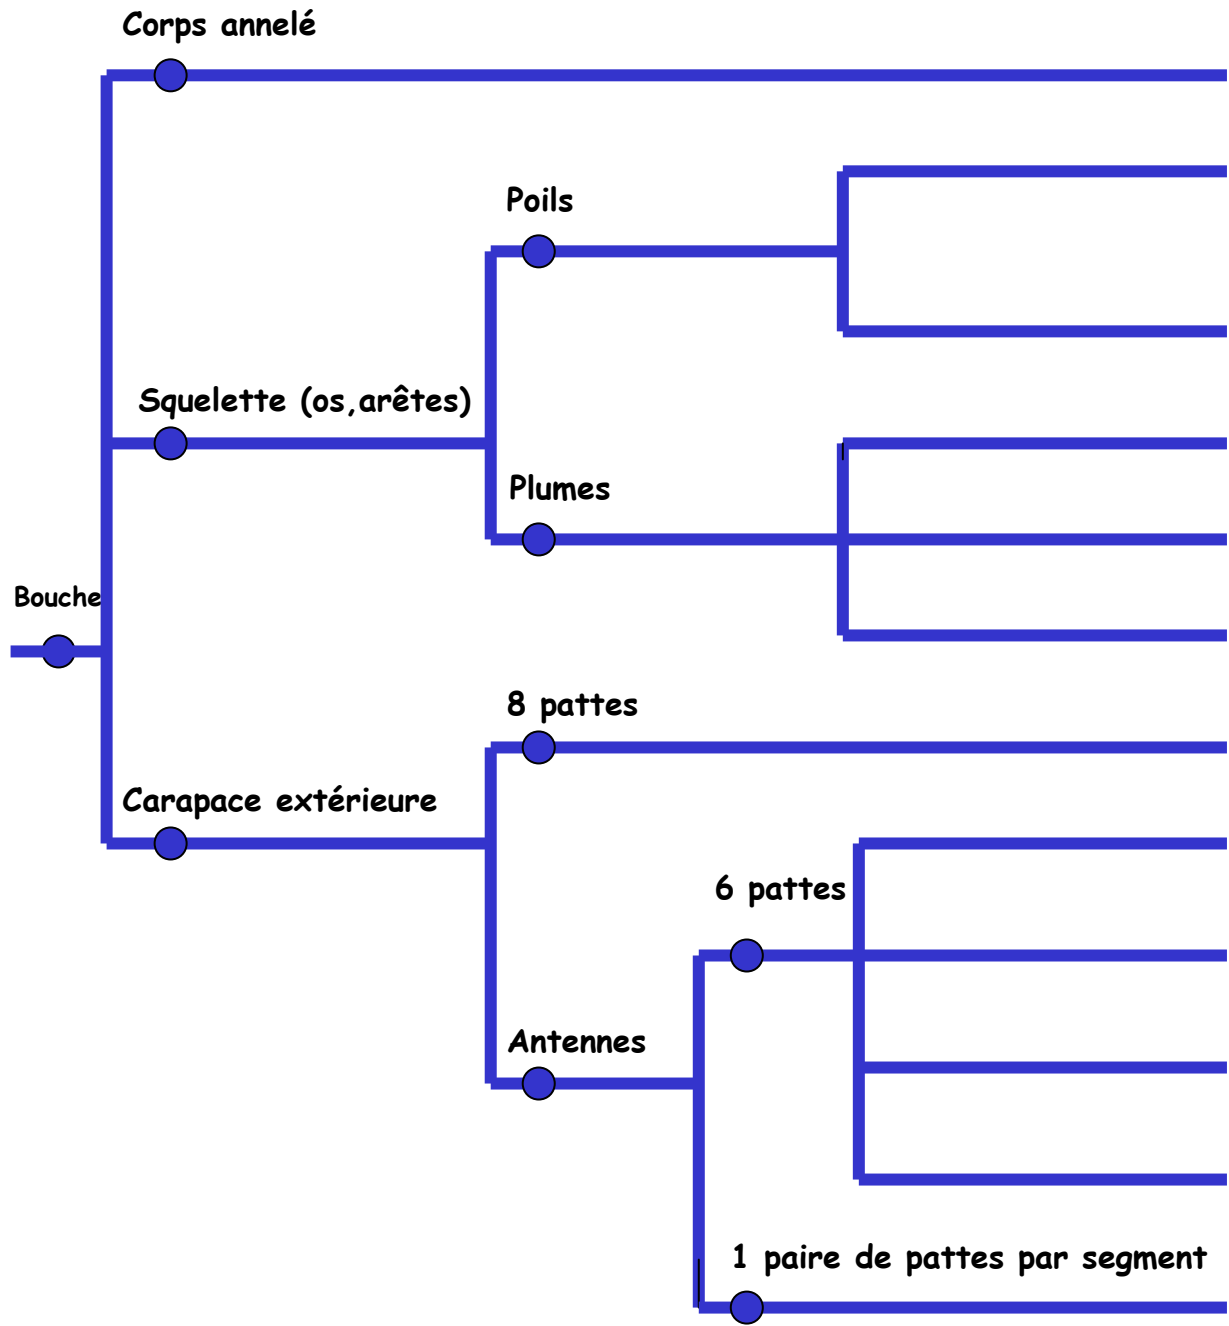 Corps annelé
Poils
Squelette (os,arêtes)
Plumes
Bouche
8 pattes
Carapace extérieure
6 pattes
Antennes
1 paire de pattes par segment